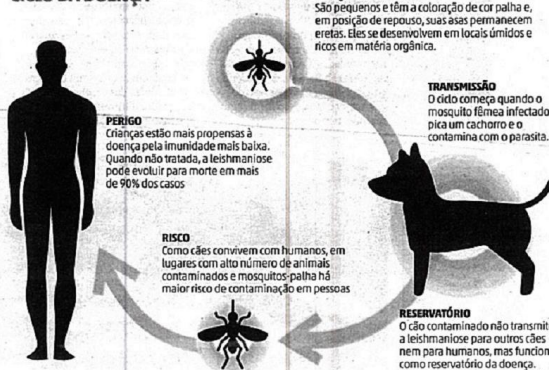 São pequenos e têm a coloração de cor palha e,
em posição de repouso, suas asas permanecem
eretas. Eles se desenvolvem em locais úmidos e
ricos em matéria orgânica.
TRANSMISSÃO
O ciclo começa quando o
mosquito fêmea infectado
pica um cachorro e o
contamina com o parasita.
PERIGO
Crianças estão mais propensas à
doença pela imunidade mais baixa.
Quando não tratada, a leishmaniose
pode evoluir para morte em mais
de 90% dos casos
RISCO
Como cães convivem com humanos, em
lugares com alto número de animais
contaminados e mosquitos-palha há
maior risco de contaminação em pessoas
RESERVATÓRIO
O cão contaminado não transmite
a leishmaniose para outros cães
nem para humanos, mas funciona
como reservatório da doença.